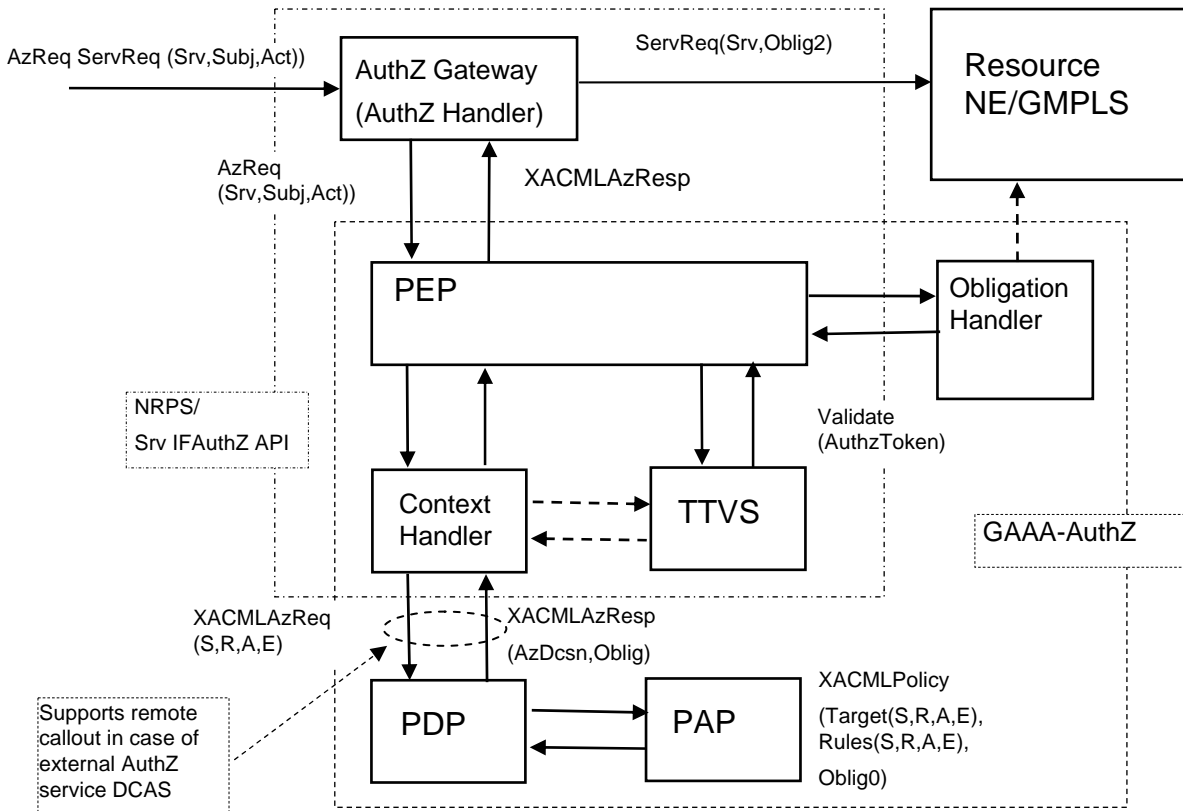 AzReq ServReq (Srv,Subj,Act))
AuthZ Gateway
(AuthZ Handler)
ServReq(Srv,Oblig2)
Resource
NE/GMPLS
AzReq
(Srv,Subj,Act))
XACMLAzResp
PEP
Obligation
Handler
NRPS/
Srv IFAuthZ API
Validate
(AuthzToken)
Context
Handler
TTVS
GAAA-AuthZ
XACMLAzReq
(S,R,A,E)
XACMLAzResp
(AzDcsn,Oblig)
Supports remote
callout in case of
external AuthZ
service DCAS
PDP
PAP
XACMLPolicy
(Target(S,R,A,E),
Rules(S,R,A,E),
Oblig0)